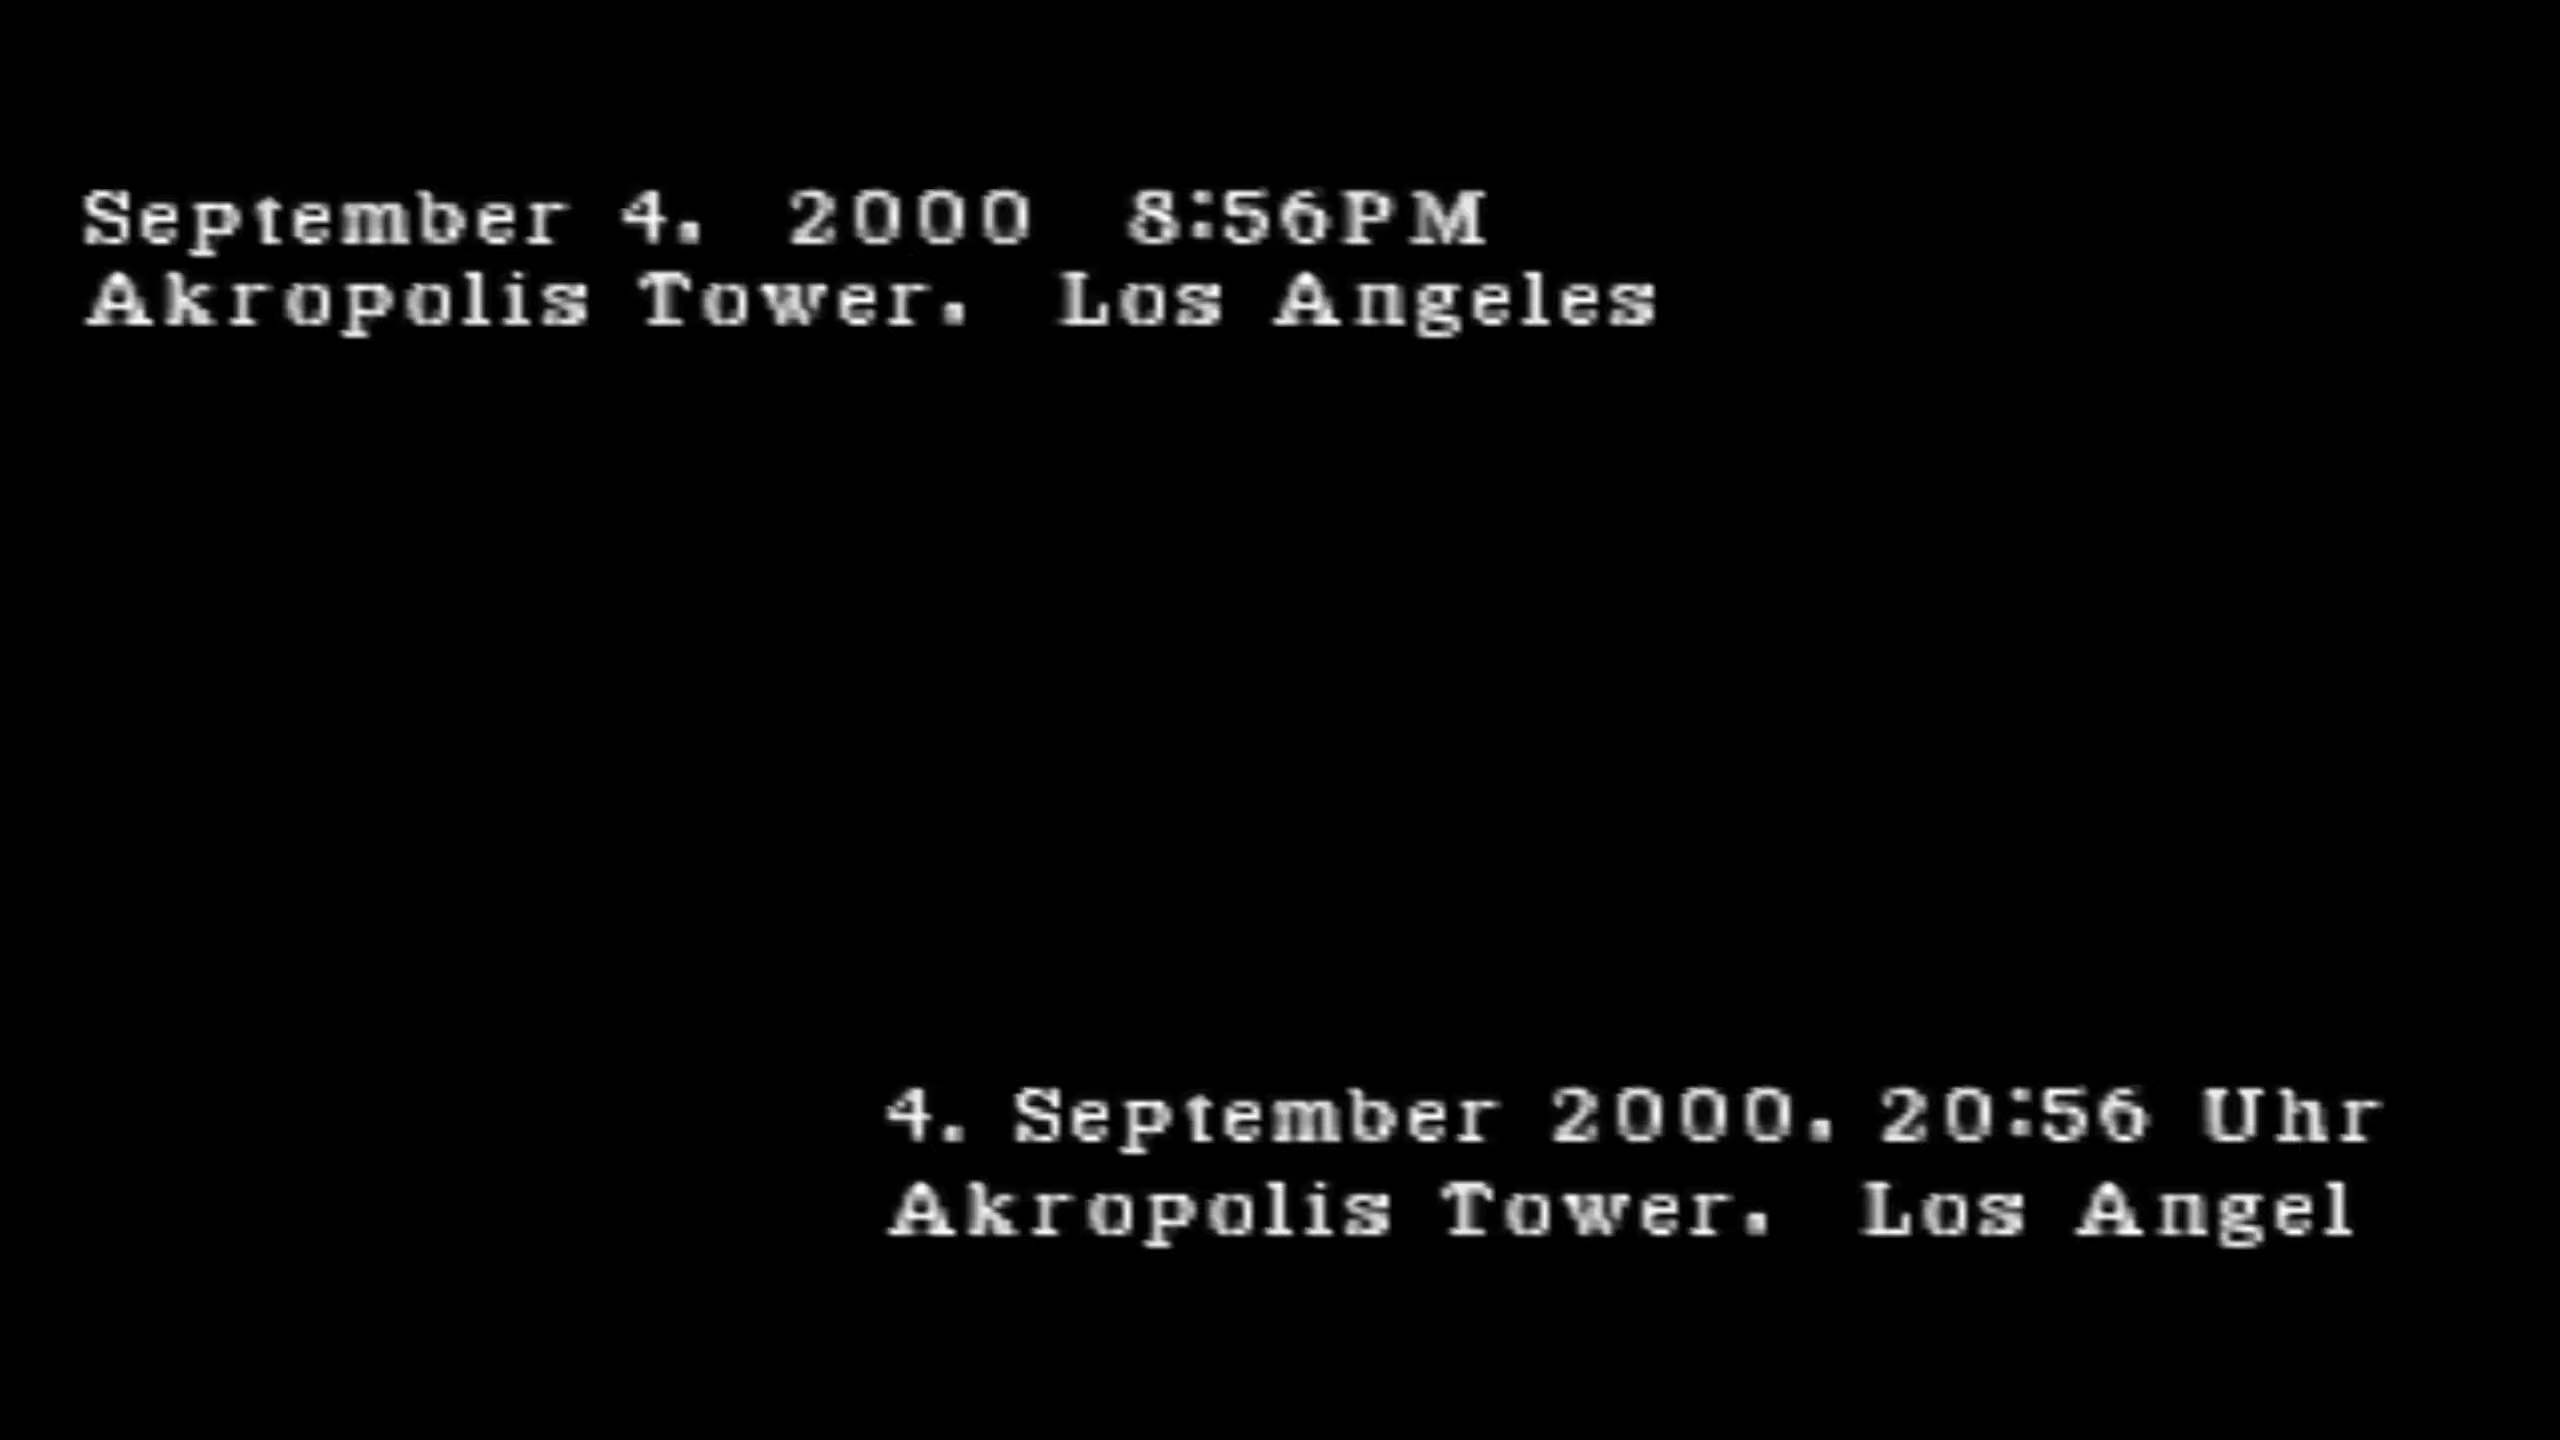 September 4. 2000 8:56PM
Akropolis Tower. Los Angeles
4. September 2000. 20:56 Uhr
Akropolis Tower. Los Angel